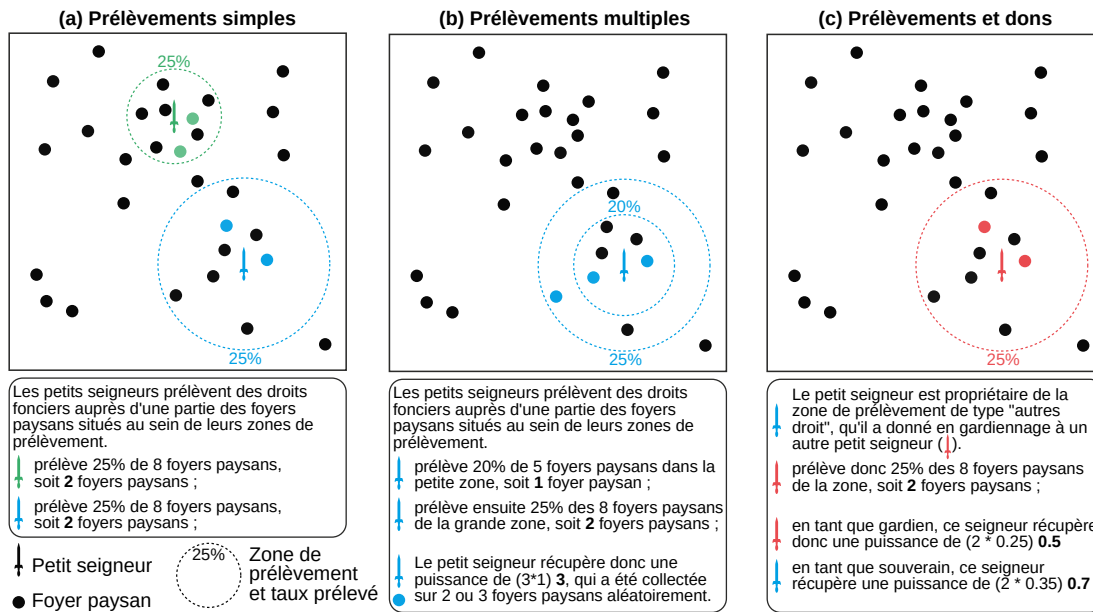 (a) Prélèvements simples
25%
25%
Les petits seigneurs prélèvent des droits
fonciers auprès d'une partie des foyers
paysans situés au sein de leurs zones de
prélèvement.
prélève 25% de 8 foyers paysans,
soit 2 foyers paysans ;
prélève 25% de 8 foyers paysans,
soit 2 foyers paysans ;
Petit seigneur
Foyer paysan
25%
Zone de
prélèvement
et taux prélevé
(b) Prélèvements multiples
20%
25%
Les petits seigneurs prélèvent des droits
fonciers auprès d'une partie des foyers
paysans situés au sein de leurs zones de
prélèvement.
prélève 20% de 5 foyers paysans dans la
petite zone, soit 1 foyer paysan ;
prélève ensuite 25% des 8 foyers paysans
de la grande zone, soit 2 foyers paysans ;
Le petit seigneur récupère donc une
puissance de (3*1) 3, qui a été collectée
sur 2 ou 3 foyers paysans aléatoirement.
(c) Prélèvements et dons
25%
Le petit seigneur est propriétaire de la
zone de prélèvement de type "autres
droit", qu'il a donné en gardiennage à un
autre petit seigneur ( ).
prélève donc 25% des 8 foyers paysans
de la zone, soit 2 foyers paysans ;
en tant que gardien, ce seigneur récupère
donc une puissance de (2 * 0.25) 0.5
en tant que souverain, ce seigneur
récupère une puissance de (2 * 0.35) 0.7